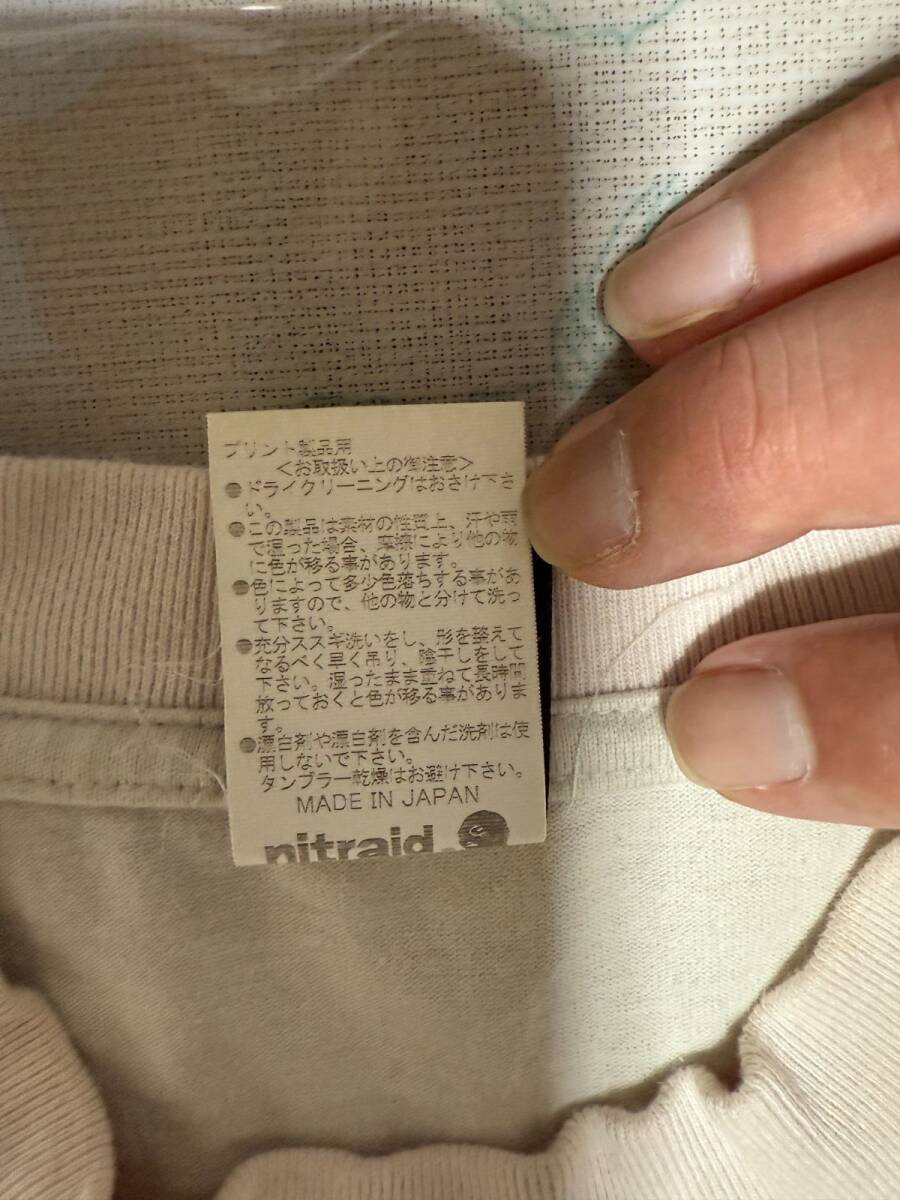 プリント製品用
＜お取扱い上の御注意＞
●ドライクリーニングはおさけ下さ
い。
●この製品は素材の性質上、汗や雨
で湿った場合、摩擦により他の物
に色が移る事があります。
●色によって多少色落ちする事があ
りますので、他の物と分けて洗っ
て下さい。
●充分ススギ洗いをし、形を整えて
なるべく早く吊り、陰干しをして
下さい。湿ったまま重ねて長時間
放っておくと色が移る事がありま
す。
●漂白剤や漂白剤を含んだ洗剤は使
用しないで下さい。
タンブラー乾燥はお避け下さい。
MADE IN JAPAN
nitraid